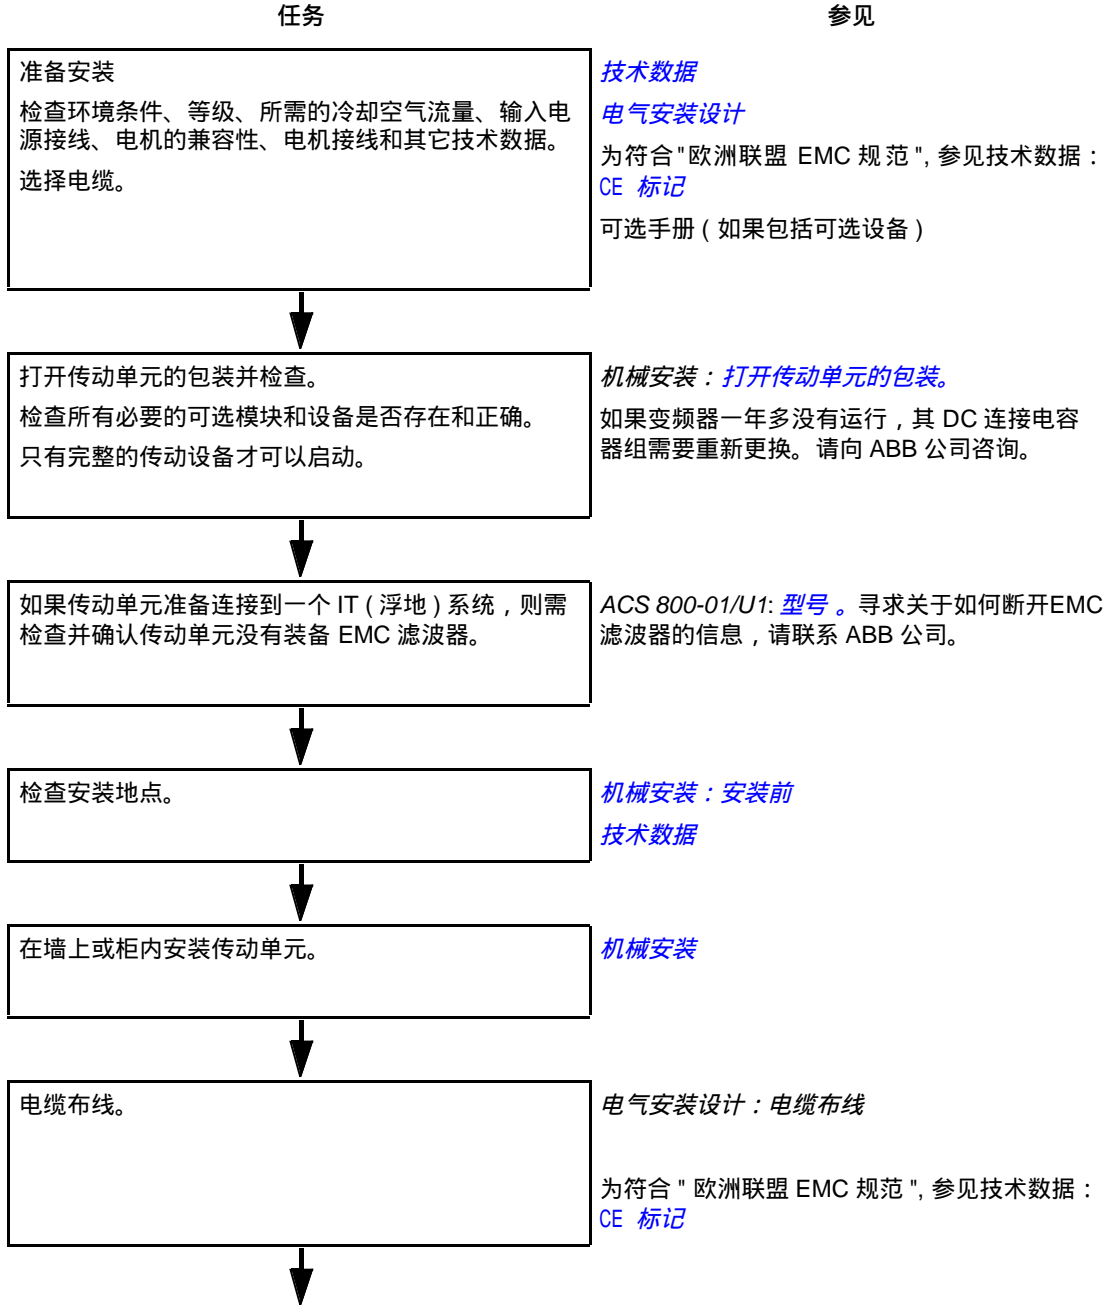 任务
参见
准备安装
检查环境条件、等级、所需的冷却空气流量、输入电
源接线、电机的兼容性、电机接线和其它技术数据。
选择电缆。
技术数据
电气安装设计
为符合"欧洲联盟 EMC 规范", 参见技术数据：
CE 标记
可选手册 ( 如果包括可选设备 )
打开传动单元的包装并检查。
检查所有必要的可选模块和设备是否存在和正确。
只有完整的传动设备才可以启动。
机械安装：打开传动单元的包装。
如果变频器一年多没有运行，其 DC 连接电容
器组需要重新更换。请向 ABB 公司咨询。
如果传动单元准备连接到一个 IT ( 浮地 ) 系统，则需
检查并确认传动单元没有装备 EMC 滤波器。
ACS 800-01/U1: 型号 。寻求关于如何断开EMC
滤波器的信息，请联系 ABB 公司。
检查安装地点。
机械安装：安装前
技术数据
在墙上或柜内安装传动单元。
机械安装
电缆布线。
电气安装设计：电缆布线
为符合 " 欧洲联盟 EMC 规范 ", 参见技术数据：
CE 标记